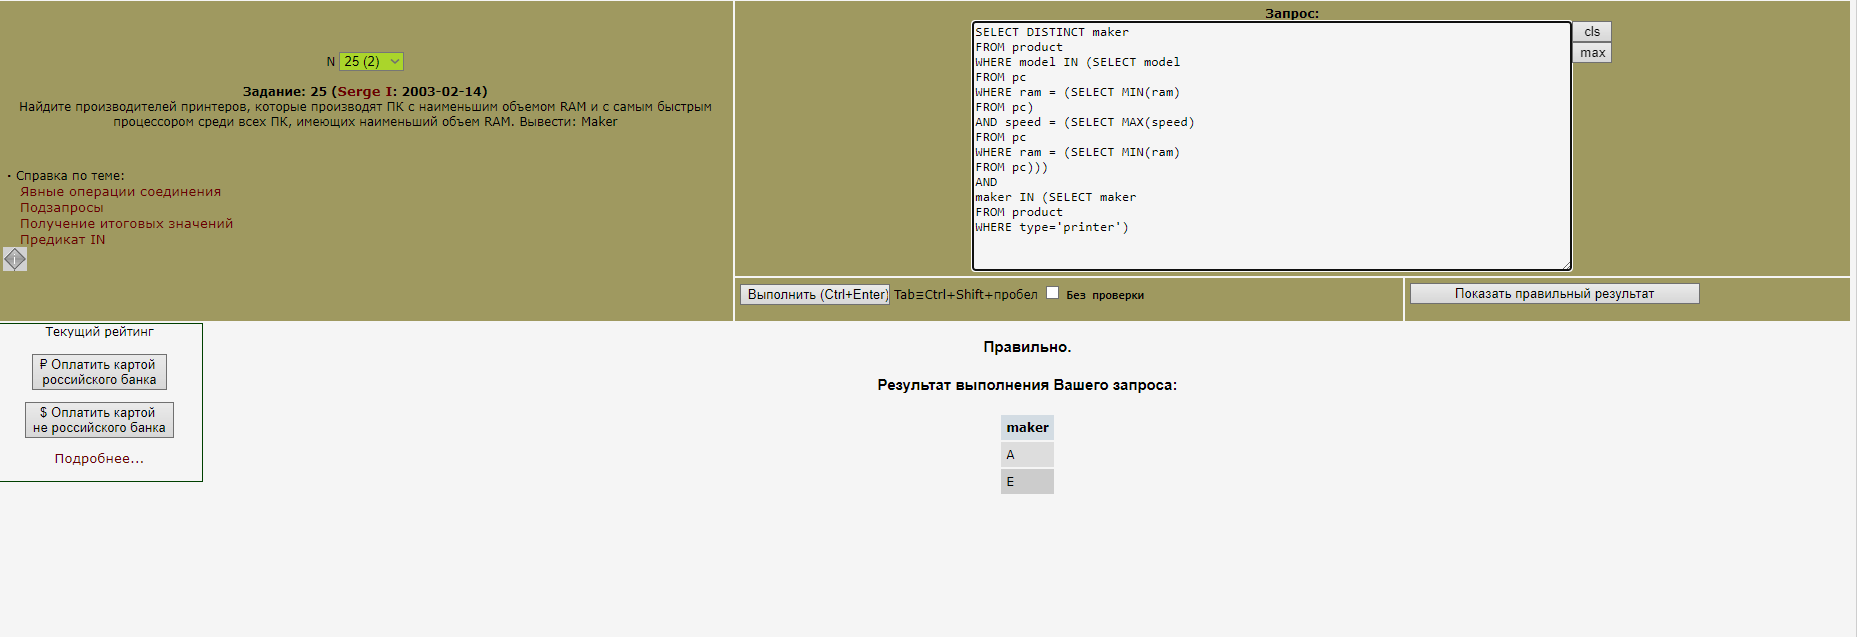 N 25 (2)
Задание: 25 (Serge I: 2003-02-14)
Найдите производителей принтеров, которые производят ПК с наименьшим объемом RAM и с самым быстрым
процессором среди всех ПК, имеющих наименьший объем RAM. Вывести: Maker
· Справка по теме:
Явные операции соединения
Подзапросы
Получение итоговых значений
Предикат IN
Запрос:
SELECT DISTINCT maker
FROM product
WHERE model IN (SELECT model
FROM pc
WHERE ram = (SELECT MIN(ram)
FROM pc)
AND speed = (SELECT MAX(speed)
FROM pc
WHERE ram = (SELECT MIN(ram)
FROM pc)))
AND
maker IN (SELECT maker
FROM product
WHERE type='printer')
cls
max
Выполнить (Ctrl+Enter) Tab≡Ctrl+Shift+пробел Без проверки
Показать правильный результат
Текущий рейтинг
₽ Оплатить картой
российского банка
$ Оплатить картой
не российского банка
Подробнее...
Правильно.
Результат выполнения Вашего запроса:
maker
A
E